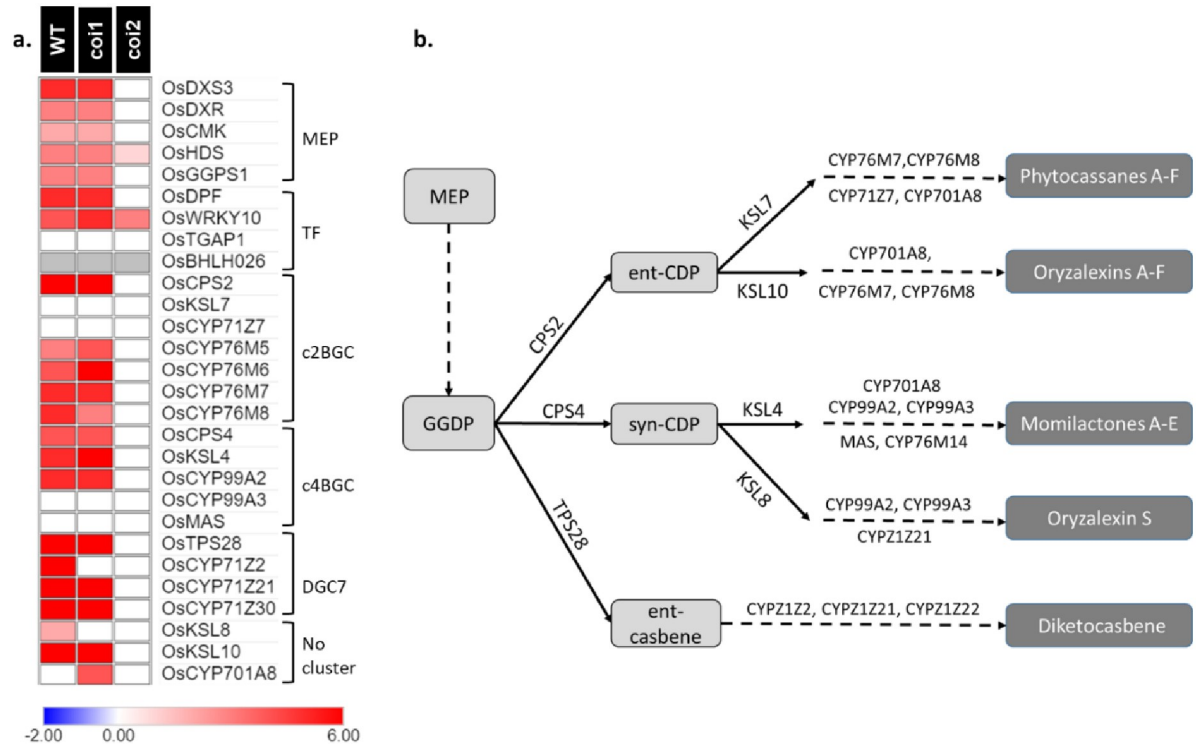 a.
WT
coi1
coi2
OsDXS3
OsDXR
OsCMK
OsHDS
OsGGPS1
MEP
OsDPF
OsWRKY10
OsTGAP1
OsBHLH026
TF
OsCPS2
OsKSL7
OsCYP71Z7
OsCYP76M5
OsCYP76M6
OsCYP76M7
OsCYP76M8
c2BGC
OsCPS4
OsKSL4
OsCYP99A2
OsCYP99A3
OsMAS
c4BGC
OsTPS28
OsCYP71Z2
OsCYP71Z21
OsCYP71Z30
DGC7
OsKSL8
OsKSL10
OsCYP701A8
No
cluster
-2.00
0.00
6.00
b.
MEP
GGDP
CPS2
CPS4
TPS28
ent-CDP
syn-CDP
ent-
casbene
KSL7
KSL10
KSL4
KSL8
CYP76M7,CYP76M8
CYP71Z7, CYP701A8
Phytocassanes A-F
CYP701A8,
CYP76M7, CYP76M8
Oryzalexins A-F
CYP701A8
CYP99A2, CYP99A3
MAS, CYP76M14
Momilactones A-E
CYP99A2, CYP99A3
CYPZ1Z21
Oryzalexin S
CYPZ1Z2, CYPZ1Z21, CYPZ1Z22
Diketocasbene